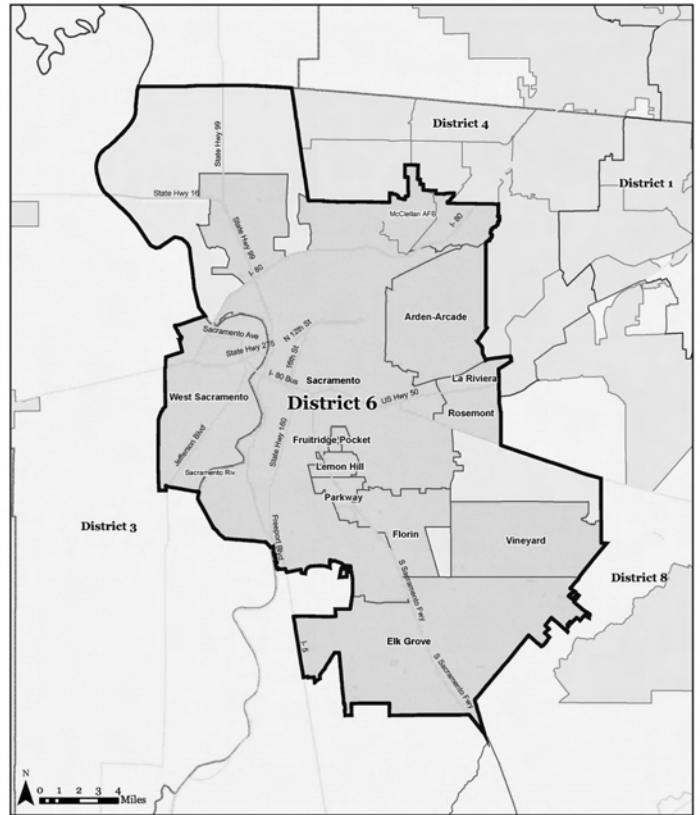 District 4
State Hwy 99
District 1
State Hwy 16
McClellan AFB
I- 80
State Hwy 99
I- 80
Arden-Arcade
Sacramento Ave
N 12th St
State Hwy 275
16th St
I- 80 Bus
Sacramento
La Riviera
West Sacramento
District 6
US Hwy 50
Rosemont
Jefferson Blvd
State Hwy 160
Fruitridge Pocket
Lemon Hill
Sacramento Riv
Parkway
District 3
Freeport Blvd
Florin
Vineyard
S Sacramento Fwy
District 8
Elk Grove
I- 5
S Sacramento Fwy
N
0 1 2 3 4
Miles